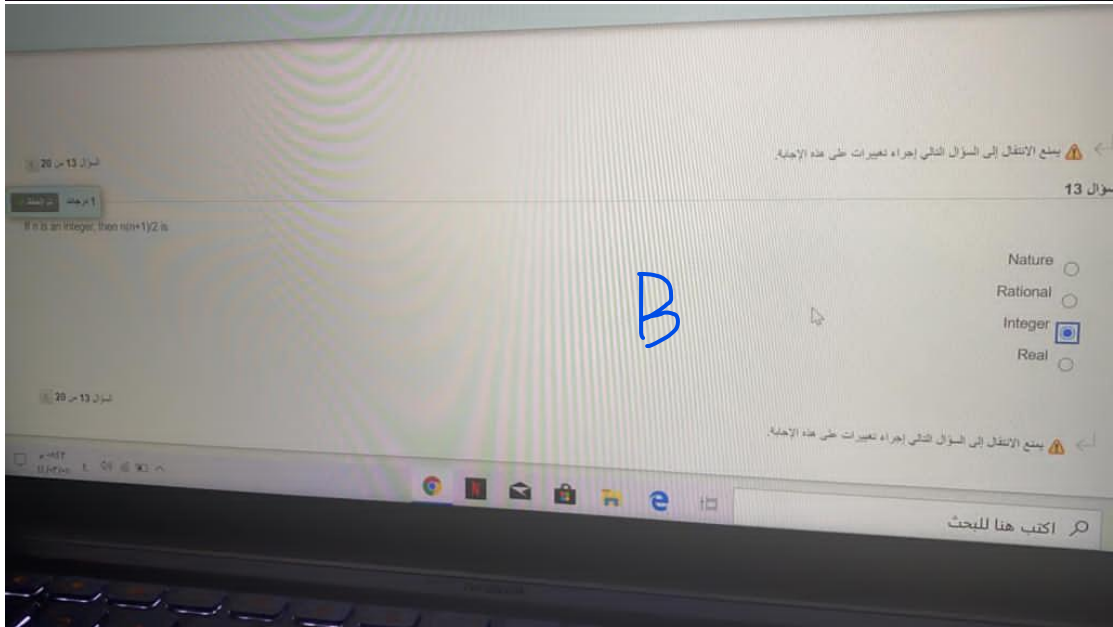 يمنع الانتقال إلى السؤال التالي إجراء تغييرات على هذه الإجابة.
السؤال 13 من 20
سؤال 13
1 درجات
If n is an integer, then n(n+1)/2 is
Nature
Rational
Integer
Real
B
السؤال 13 من 20
يمنع الانتقال إلى السؤال التالي إجراء تغييرات على هذه الإجابة.
اكتب هنا للبحث